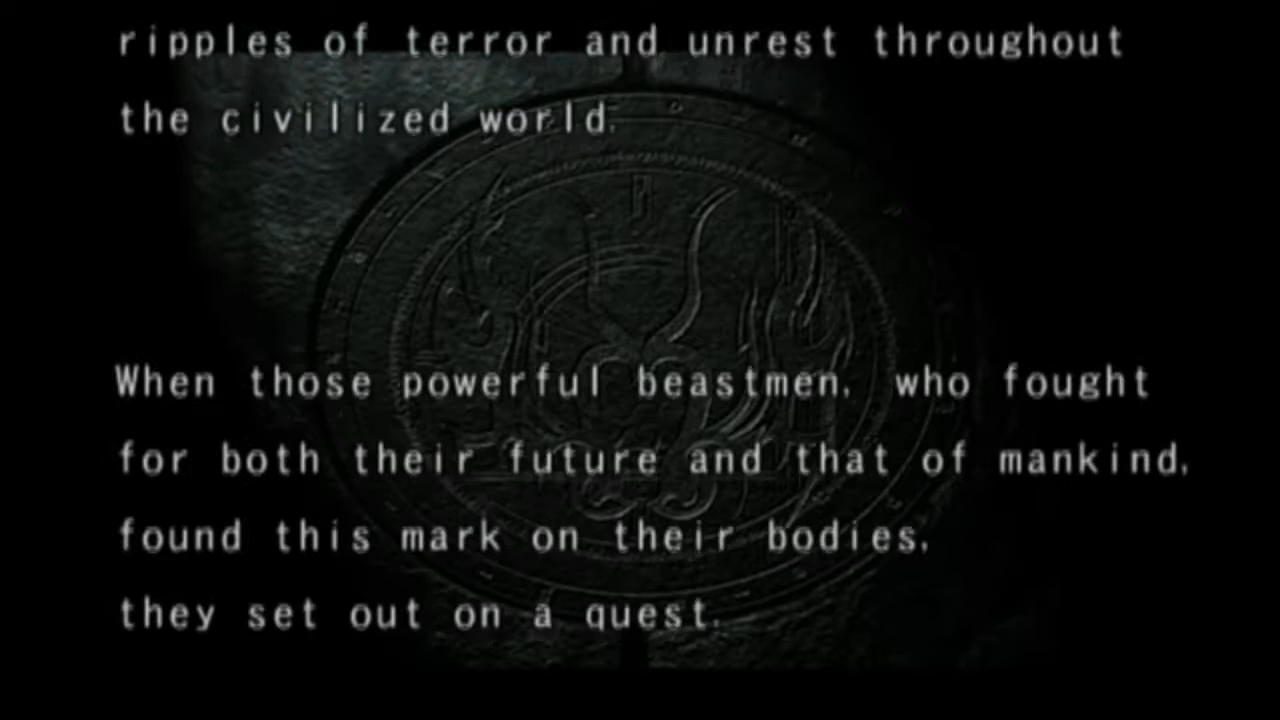 ripples of terror and unrest throughout
the civilized world.
When those powerful beastmen, who fought
for both their future and that of mankind,
found this mark on their bodies,
they set out on a quest.